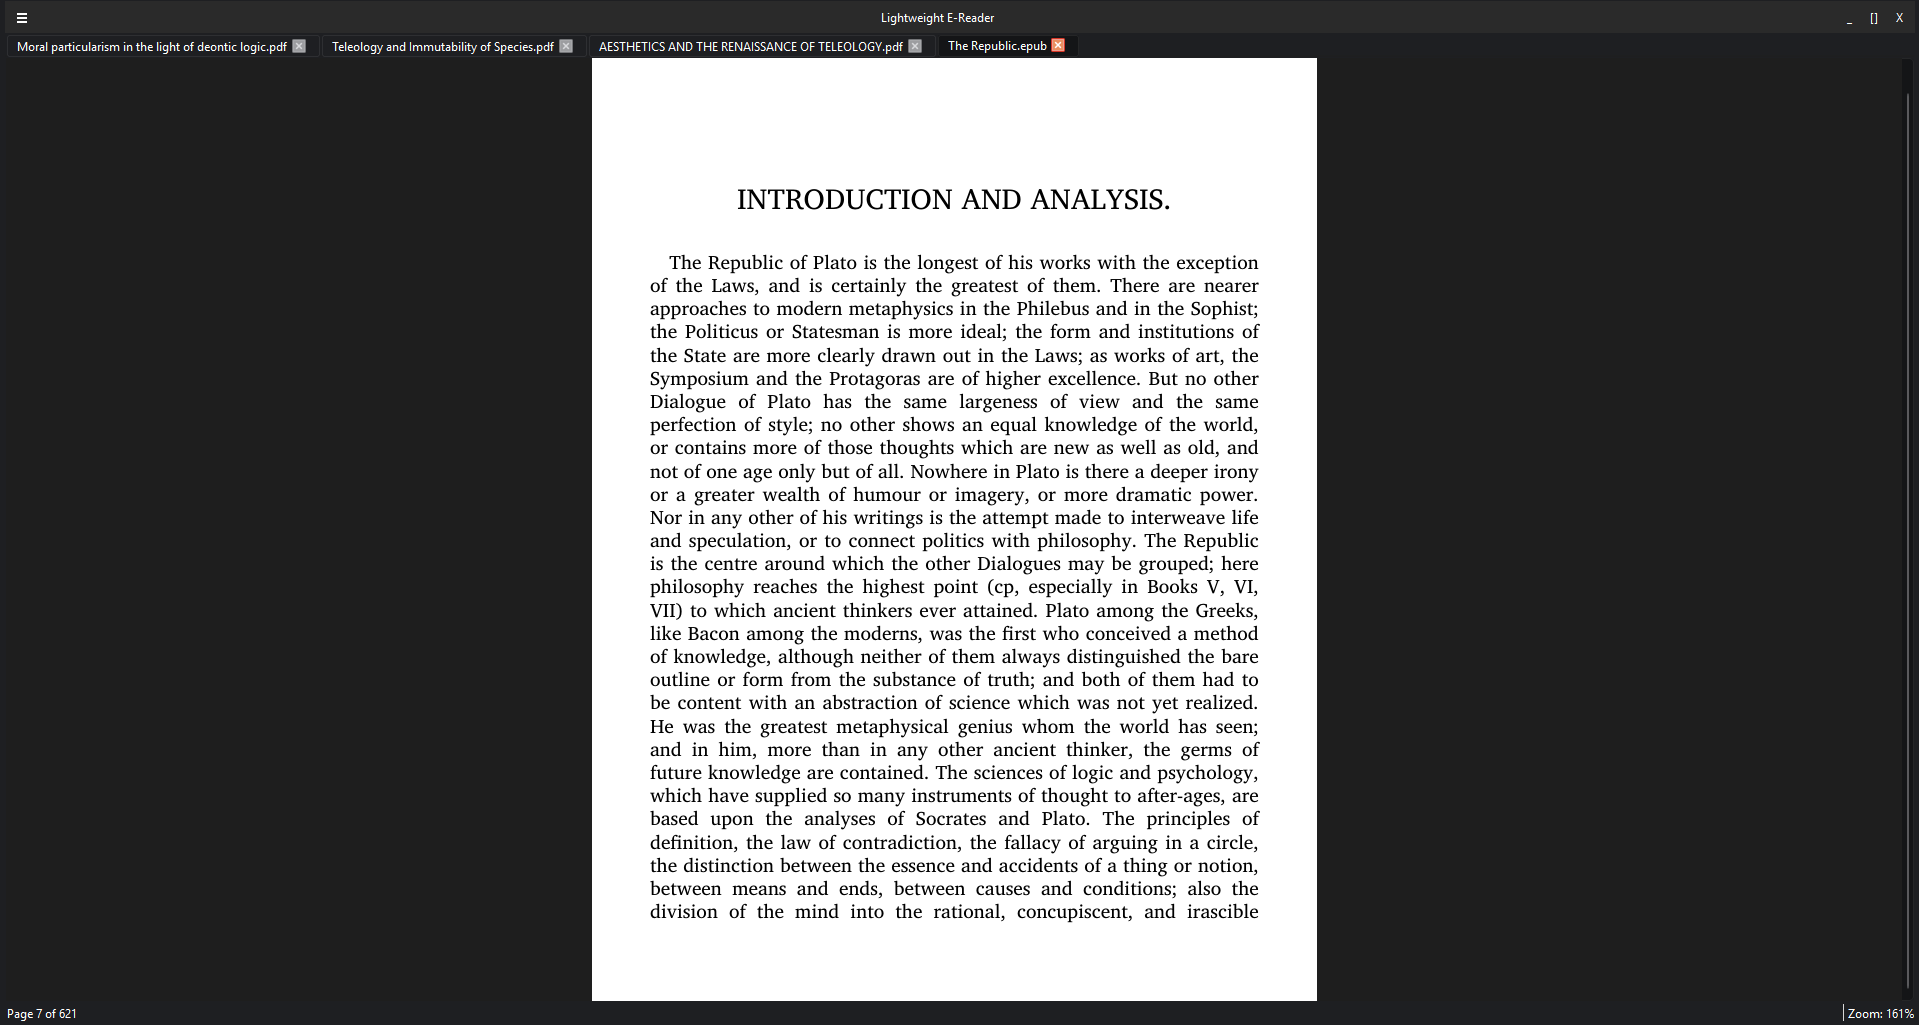 ☰ Lightweight E-Reader _ [] X
Moral particularism in the light of deontic logic.pdf Teleology and Immutability of Species.pdf AESTHETICS AND THE RENAISSANCE OF TELEOLOGY.pdf The Republic.epub
INTRODUCTION AND ANALYSIS.
The Republic of Plato is the longest of his works with the exception
of the Laws, and is certainly the greatest of them. There are nearer
approaches to modern metaphysics in the Philebus and in the Sophist;
the Politicus or Statesman is more ideal; the form and institutions of
the State are more clearly drawn out in the Laws; as works of art, the
Symposium and the Protagoras are of higher excellence. But no other
Dialogue of Plato has the same largeness of view and the same
perfection of style; no other shows an equal knowledge of the world,
or contains more of those thoughts which are new as well as old, and
not of one age only but of all. Nowhere in Plato is there a deeper irony
or a greater wealth of humour or imagery, or more dramatic power.
Nor in any other of his writings is the attempt made to interweave life
and speculation, or to connect politics with philosophy. The Republic
is the centre around which the other Dialogues may be grouped; here
philosophy reaches the highest point (cp, especially in Books V, VI,
VII) to which ancient thinkers ever attained. Plato among the Greeks,
like Bacon among the moderns, was the first who conceived a method
of knowledge, although neither of them always distinguished the bare
outline or form from the substance of truth; and both of them had to
be content with an abstraction of science which was not yet realized.
He was the greatest metaphysical genius whom the world has seen;
and in him, more than in any other ancient thinker, the germs of
future knowledge are contained. The sciences of logic and psychology,
which have supplied so many instruments of thought to after-ages, are
based upon the analyses of Socrates and Plato. The principles of
definition, the law of contradiction, the fallacy of arguing in a circle,
the distinction between the essence and accidents of a thing or notion,
between means and ends, between causes and conditions; also the
division of the mind into the rational, concupiscent, and irascible
Page 7 of 621 Zoom: 161%